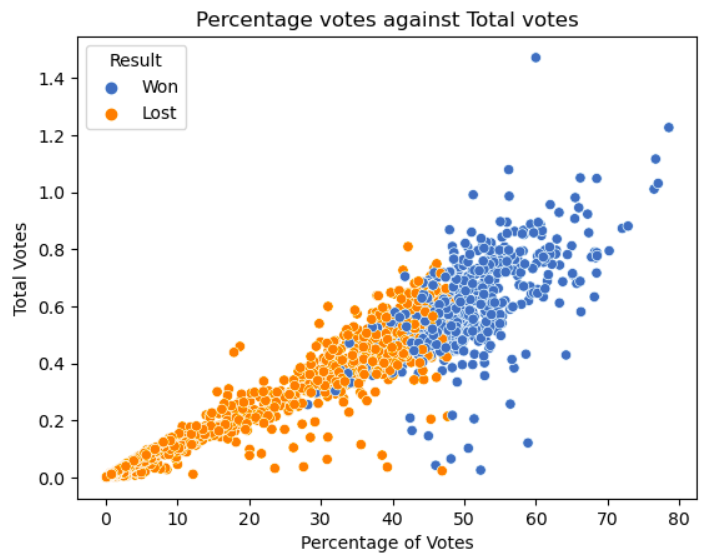 Percentage votes against Total votes
Result
Won
Lost
Total Votes
1.4
1.2
1.0
0.8
0.6
0.4
0.2
0.0
0 10 20 30 40 50 60 70 80
Percentage of Votes